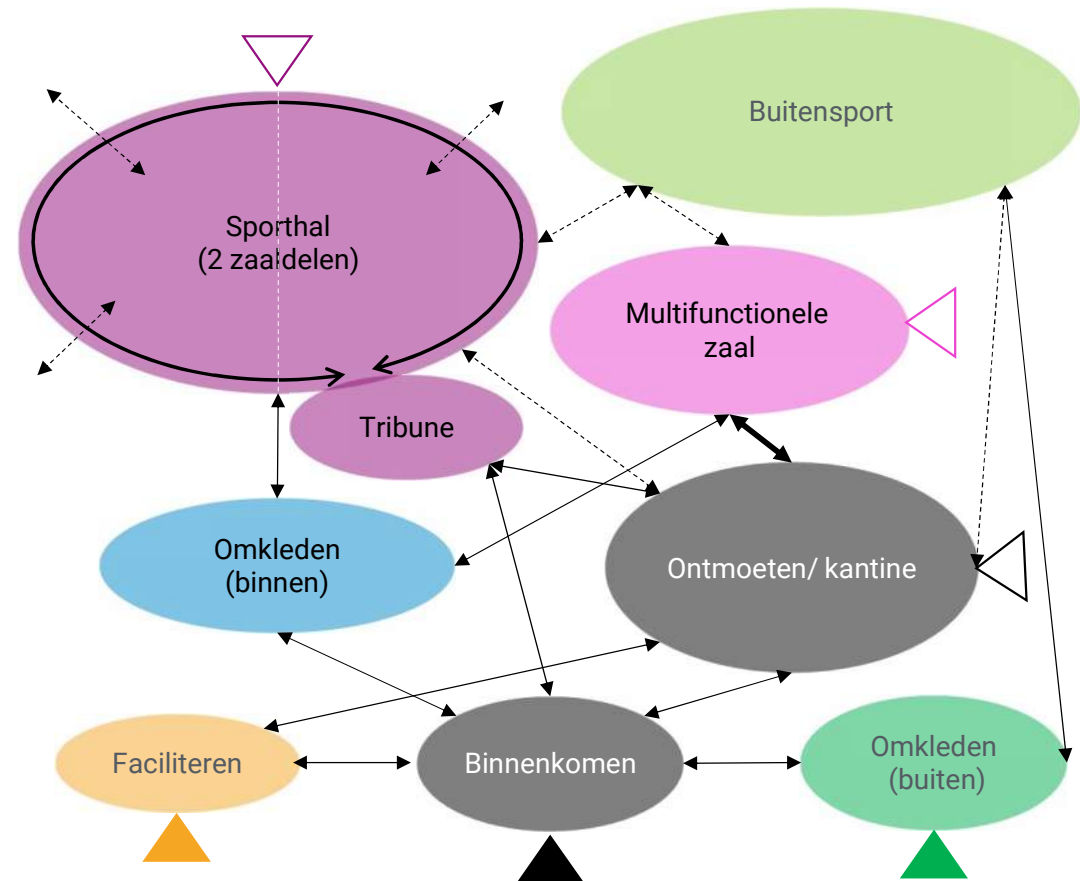 Buitensport
Sporthal
(2 zaaldelen)
Multifunctionele
zaal
Tribune
Omkleden
(binnen)
Ontmoeten/ kantine
Faciliteren
Binnenkomen
Omkleden
(buiten)